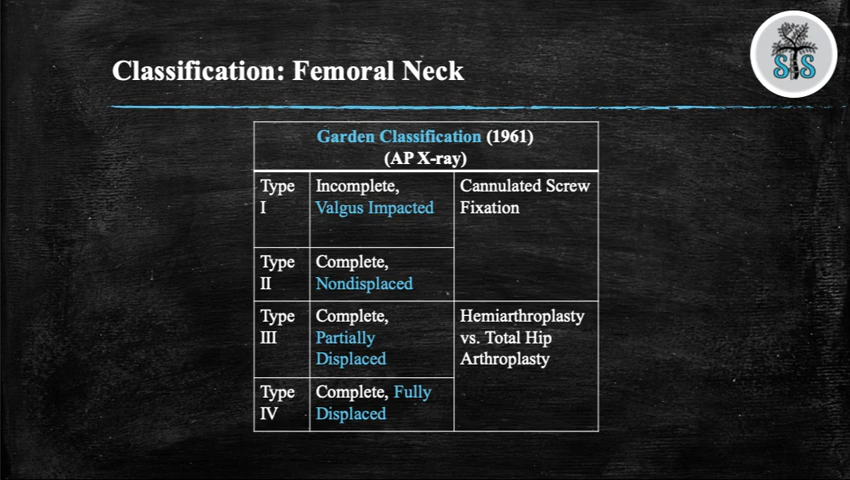 Classification: Femoral Neck
STS
Garden Classification (1961)
(AP X-ray)
Type
I
Incomplete,
Valgus Impacted
Cannulated Screw
Fixation
Type
II
Complete,
Nondisplaced
Type
III
Complete,
Partially
Displaced
Hemiarthroplasty
vs. Total Hip
Arthroplasty
Type
IV
Complete, Fully
Displaced